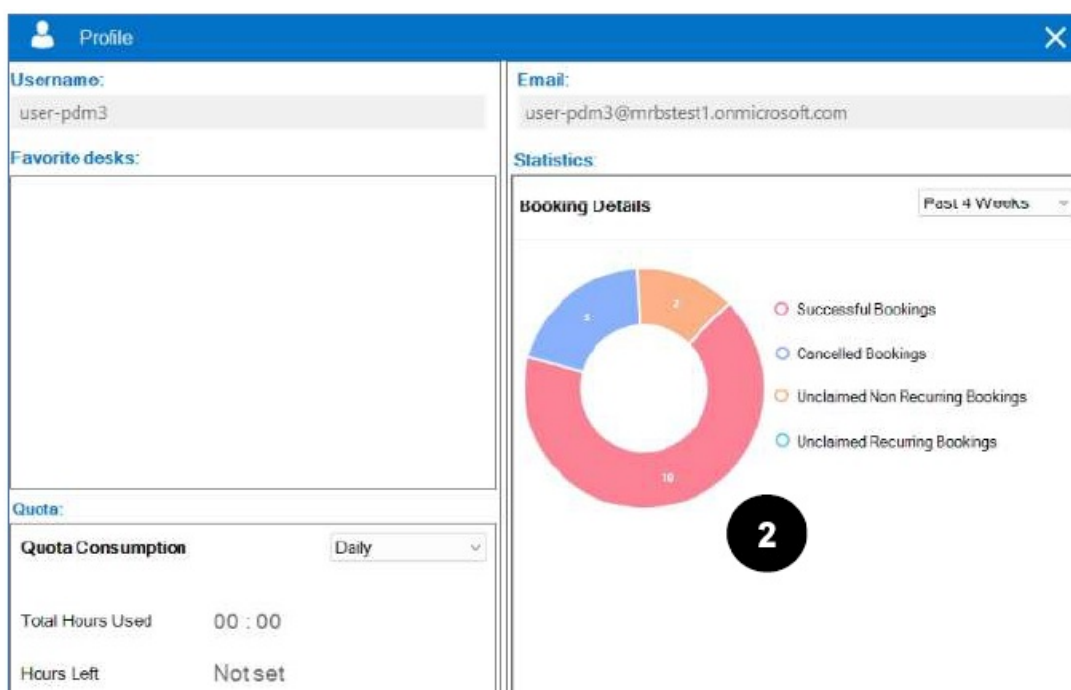 Profile
Username:
user-pdm3
Favorite desks:
Quota:
Quota Consumption
Daily
Total Hours Used
00 : 00
Hours Left
Not set
Email:
user-pdm3@mrbstest1.onmicrosoft.com
Statistics
Booking Details
Past 4 Weeks
2
10
Successful Bookings
Cancelled Bookings
Unclaimed Non Recurring Bookings
Unclaimed Recurring Bookings
2